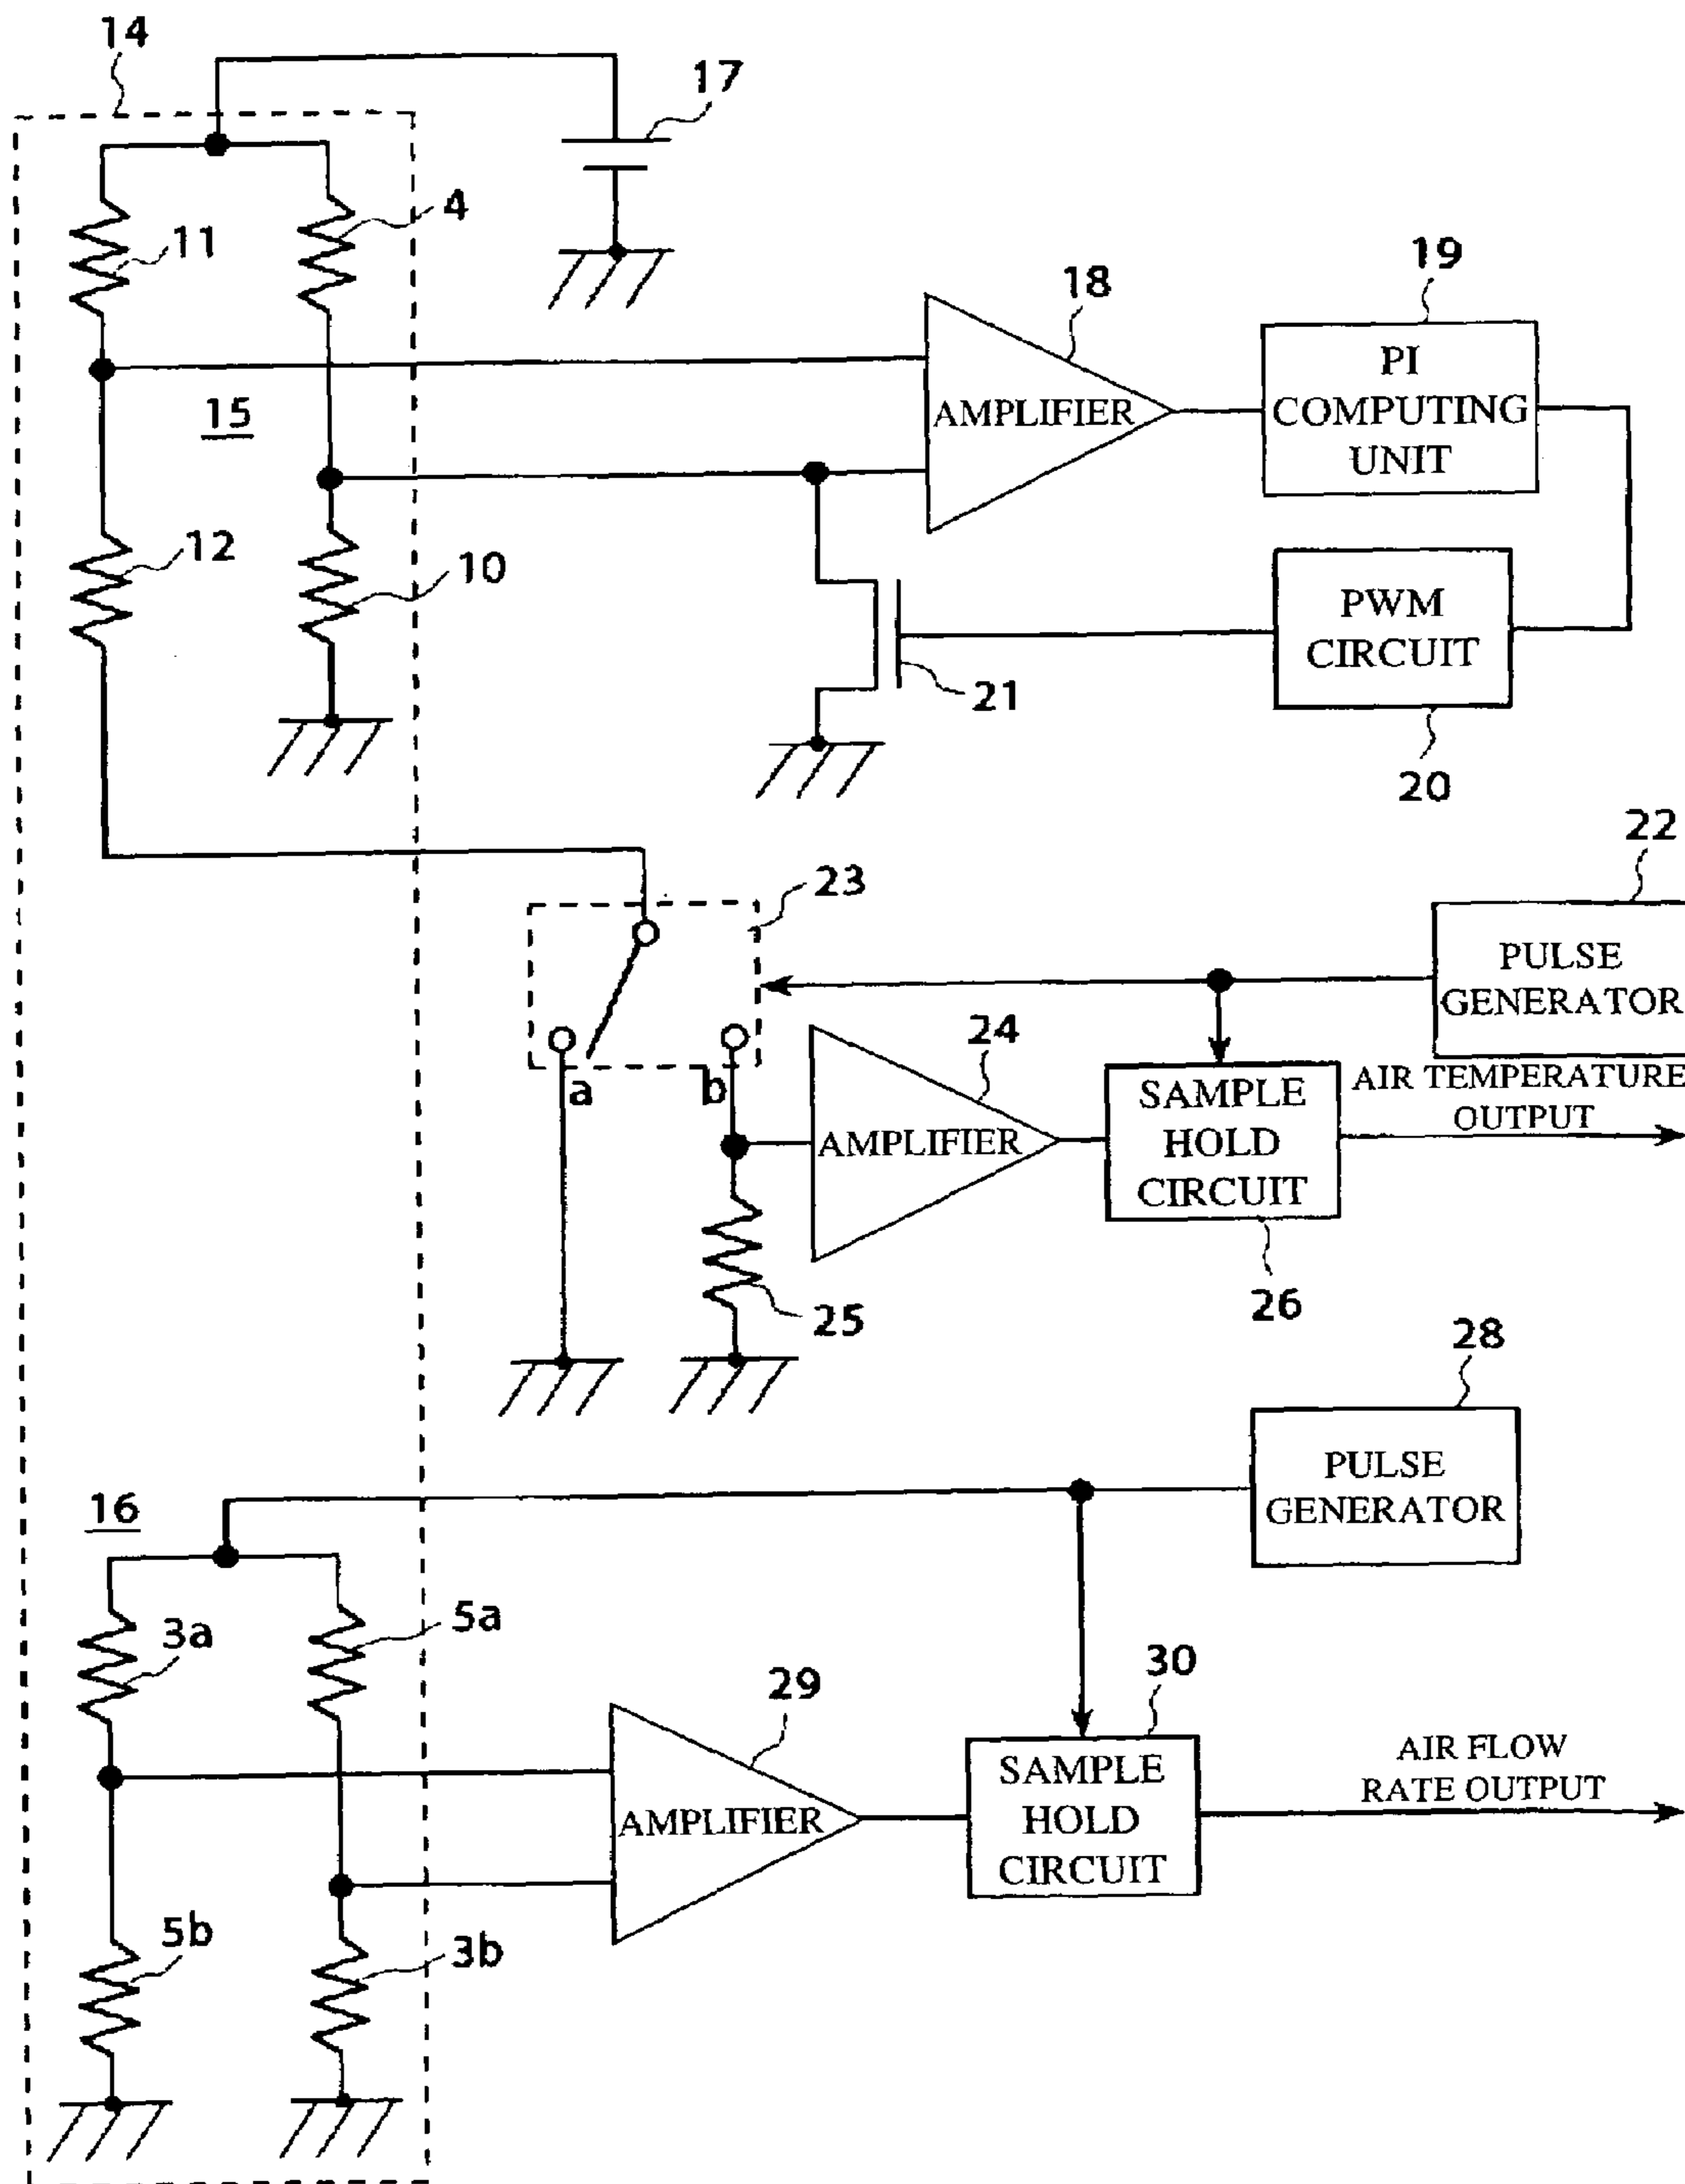 14
17
4
11
18
19
AMPLIFIER
PI
COMPUTING
UNIT
15
12
10
21
PWM
CIRCUIT
20
22
23
PULSE
GENERATOR
24
a
b
AMPLIFIER
SAMPLE
HOLD
CIRCUIT
AIR TEMPERATURE
OUTPUT
25
26
28
PULSE
GENERATOR
16
3a
5a
29
30
AMPLIFIER
SAMPLE
HOLD
CIRCUIT
AIR FLOW
RATE OUTPUT
5b
3b